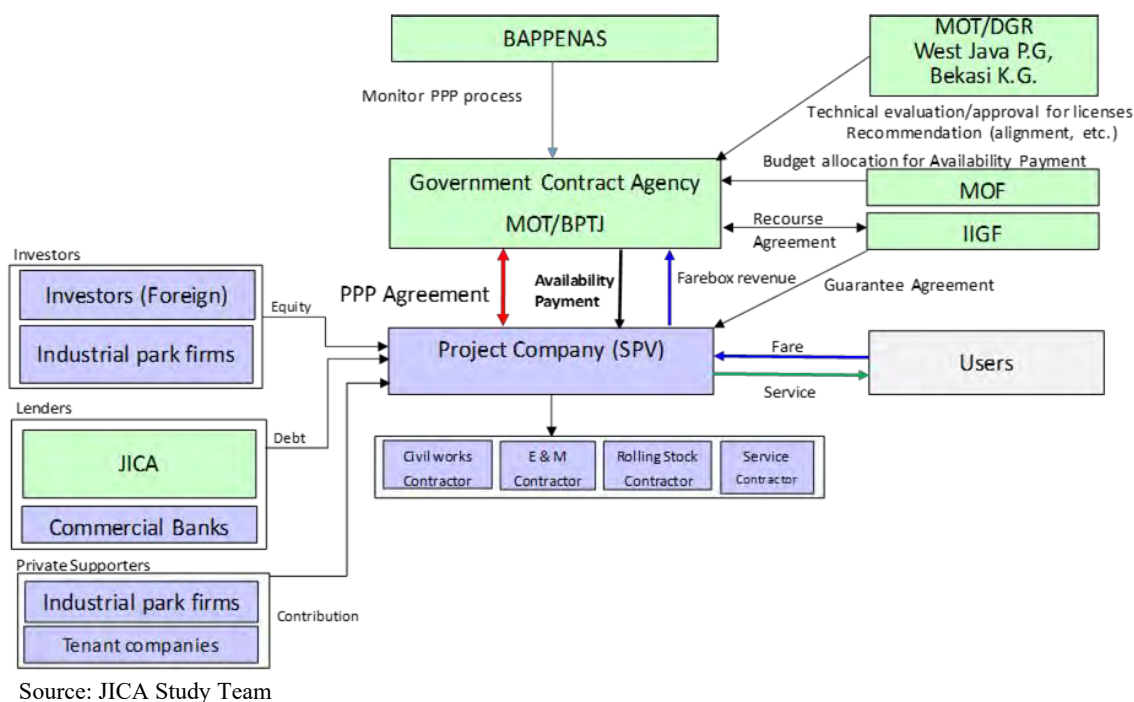 BAPPENAS
MOT/DGR
West Java P.G,
Bekasi K.G.
Monitor PPP process
Technical evaluation/approval for licenses
Recommendation (alignment, etc.)
Budget allocation for Availability Payment
Government Contract Agency
MOT/BPTJ
MOF
Recourse
Agreement
IIGF
Investors
Investors (Foreign)
Industrial park firms
Equity
PPP Agreement
Availability
Payment
Farebox revenue
Guarantee Agreement
Project Company (SPV)
Fare
Service
Users
Lenders
JICA
Commercial Banks
Debt
Civil works
Contractor
E & M
Contractor
Rolling Stock
Contractor
Service
Contractor
Private Supporters
Industrial park firms
Tenant companies
Contribution
Source: JICA Study Team